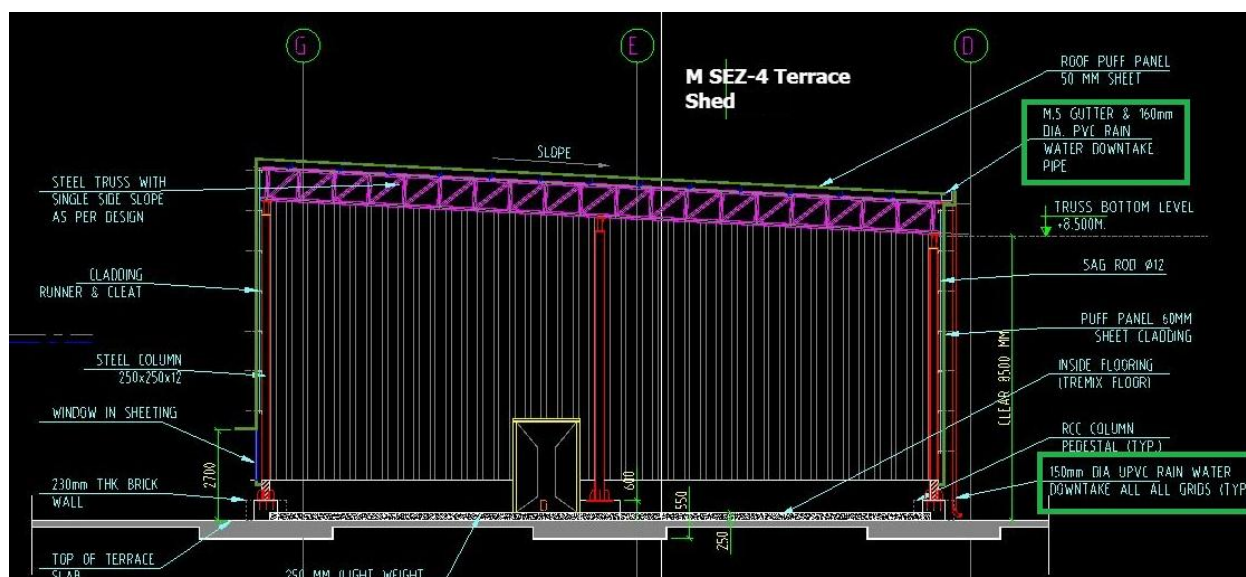 G
E
D
M SEZ-4 Terrace
Shed
ROOF PUFF PANEL
50 MM SHEET
M.S GUTTER & 160mm
DIA. PVC RAIN
WATER DOWNTAKE
PIPE
SLOPE
STEEL TRUSS WITH
SINGLE SIDE SLOPE
AS PER DESIGN
TRUSS BOTTOM LEVEL
+8.500M.
CLADDING
RUNNER & CLEAT
SAG ROD Ø12
PUFF PANEL 60MM
SHEET CLADDING
STEEL COLUMN
250x250x12
CLEAR 8500 MM
INSIDE FLOORING
(TREMIX FLOOR)
WINDOW IN SHEETING
RCC COLUMN
PEDESTAL (TYP.)
2700
230mm THK BRICK
WALL
D
600
550
250
150mm DIA UPVC RAIN WATER
DOWNTAKE ALL ALL GRIDS (TYP
TOP OF TERRACE
SLAB
250 MM (LIGHT WEIGHT